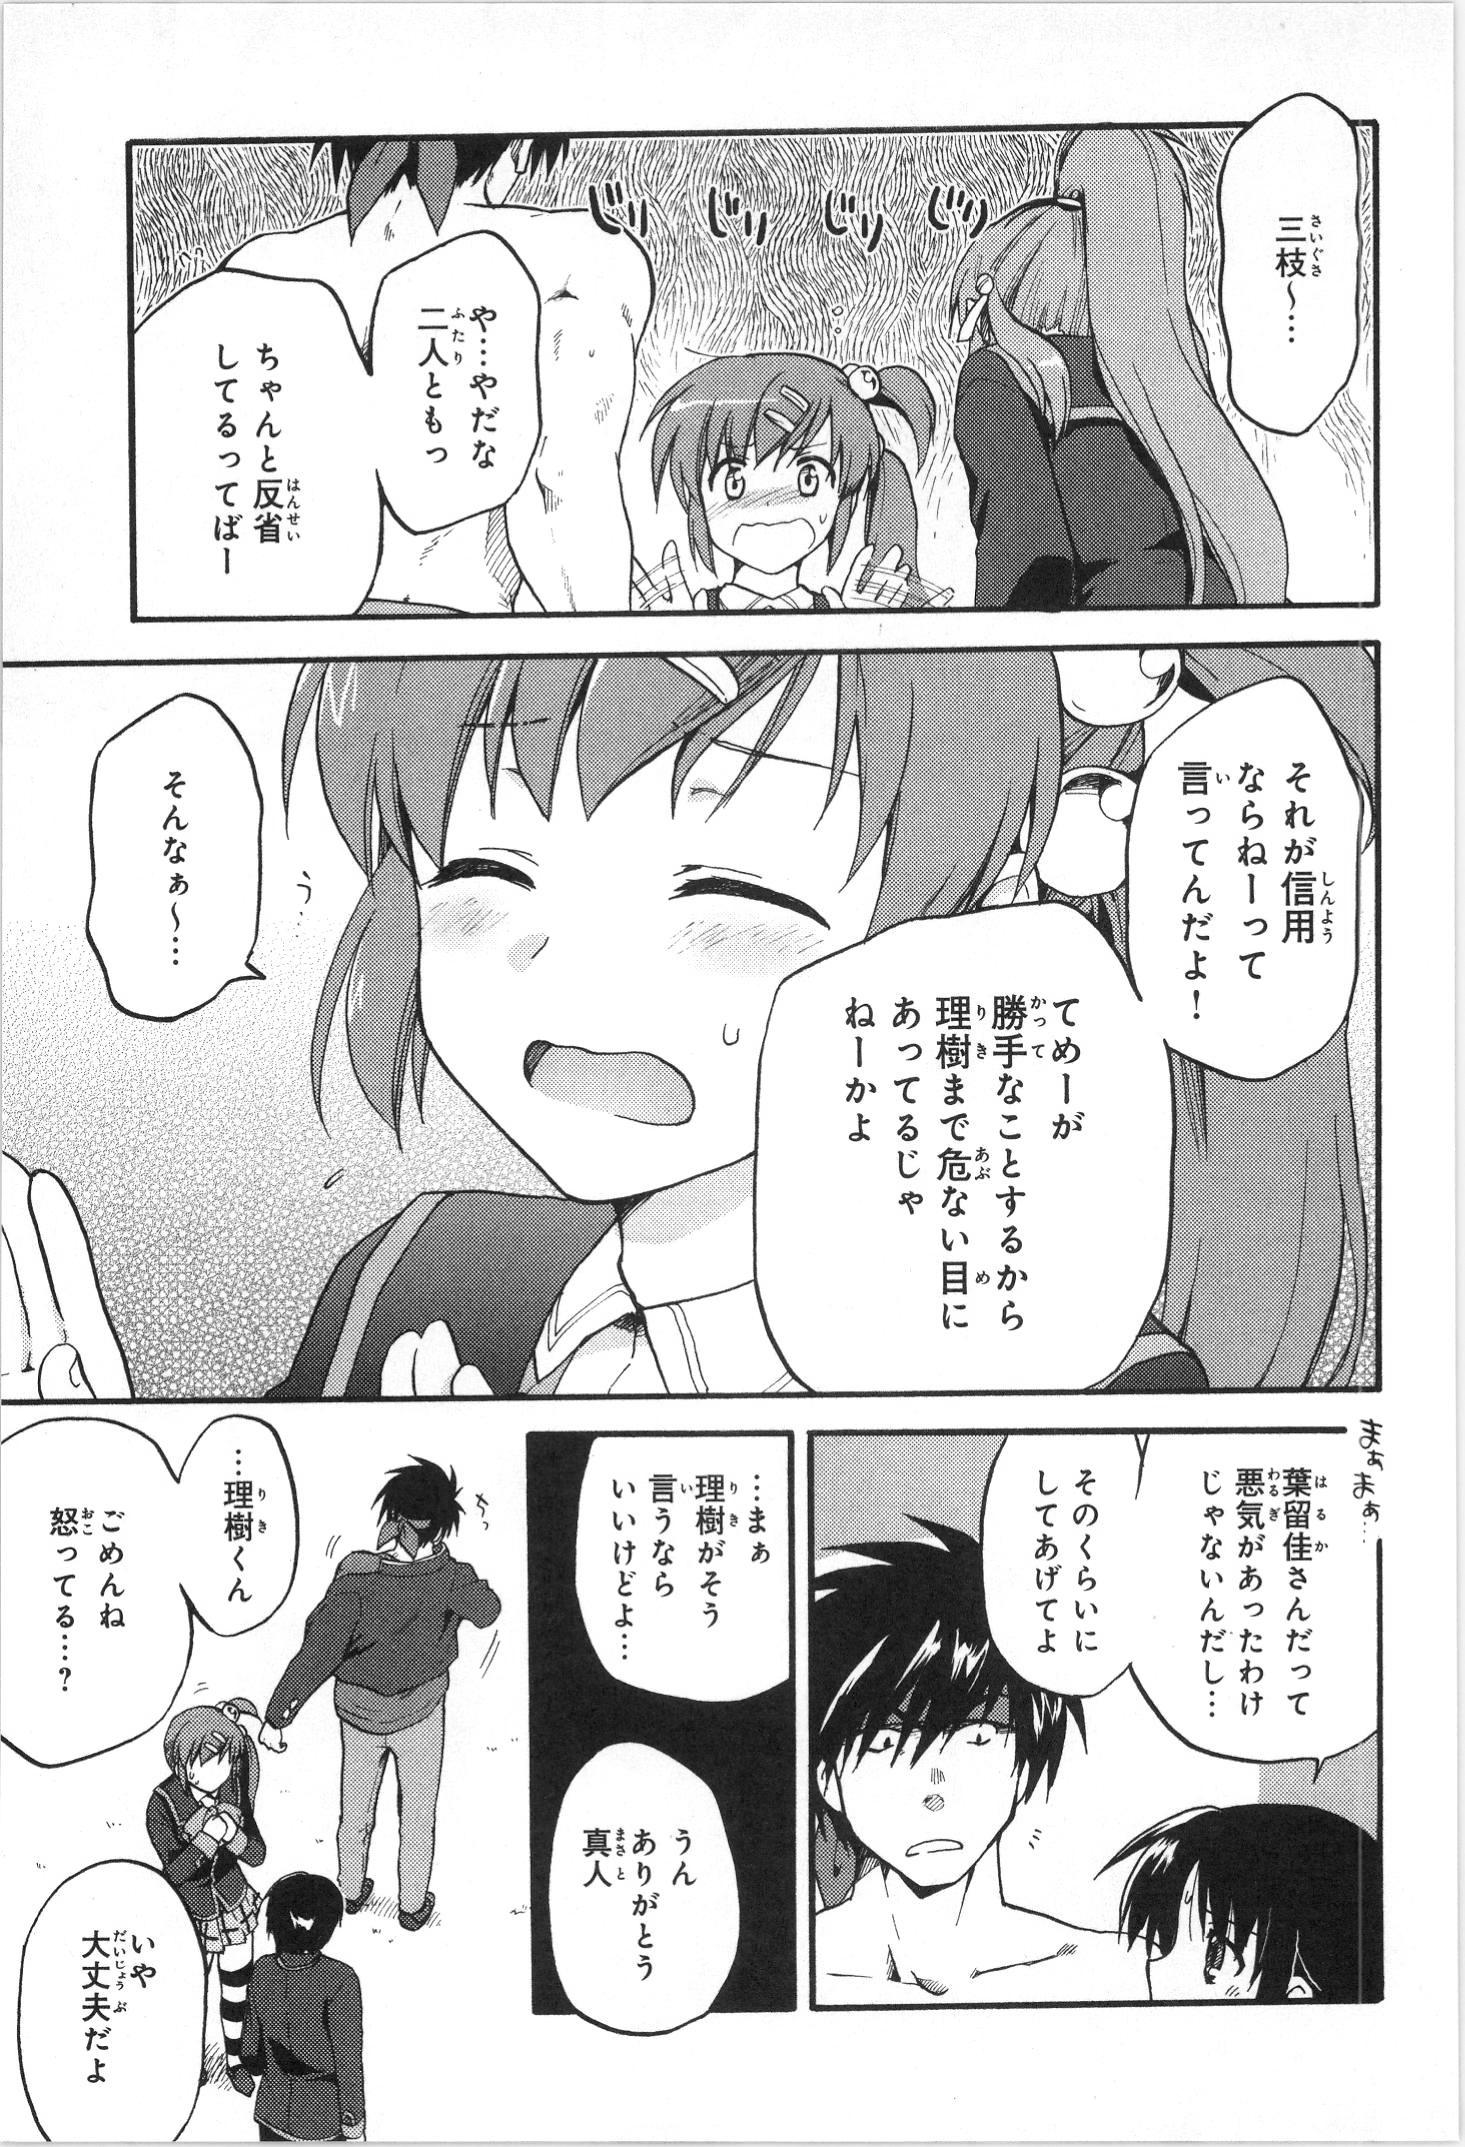 三枝～…
じり
じり
じり
じり
や…やだな
二人ともっ
ちゃんと反省
してるってばー
それが信用
ならねーって
言ってんだよ！
てめーが
勝手なことするから
理樹まで危ない目に
あってるじゃ
ねーかよ
そんなぁ～…
う…
まぁ
まぁ…
葉留佳さんだって
悪気があったわけ
じゃないんだし…
そのくらいに
してあげてよ
…まぁ
理樹がそう
言うなら
いいけどよ…
うん
ありがとう
真人
…理樹くん
ごめんね
怒ってる…？
いや
大丈夫だよ